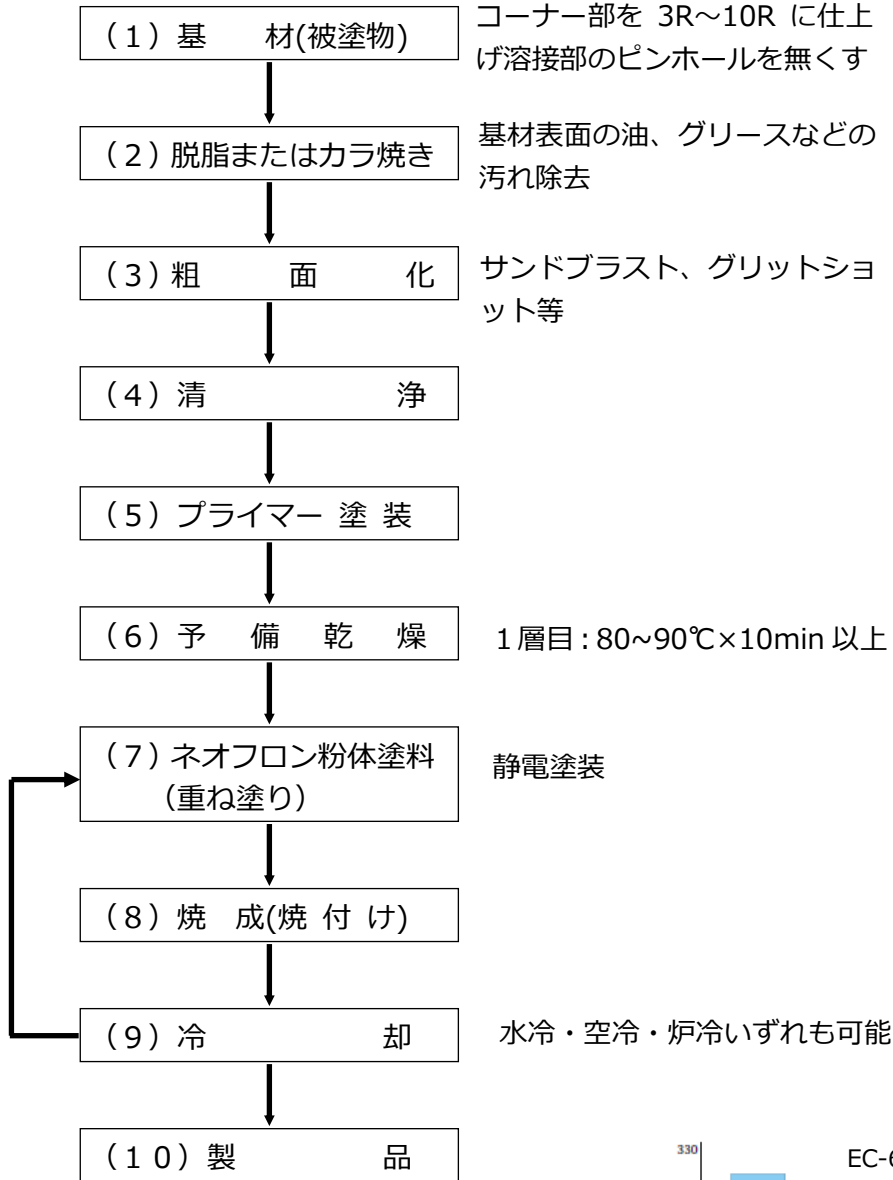 （1）基　材(被塗物)
コーナー部を 3R～10R に仕上
げ溶接部のピンホールを無くす
（2）脱脂またはカラ焼き
基材表面の油、グリースなどの
汚れ除去
（3）粗　面　化
サンドブラスト、グリットショ
ット等
（4）清　浄
（5）プライマー 塗 装
（6）予　備　乾　燥
１層目：80~90℃×10min 以上
（7）ネオフロン粉体塗料
（重ね塗り）
静電塗装
（8）焼　成(焼 付 け)
（9）冷　却
水冷・空冷・炉冷いずれも可能
（1０）製　品
330